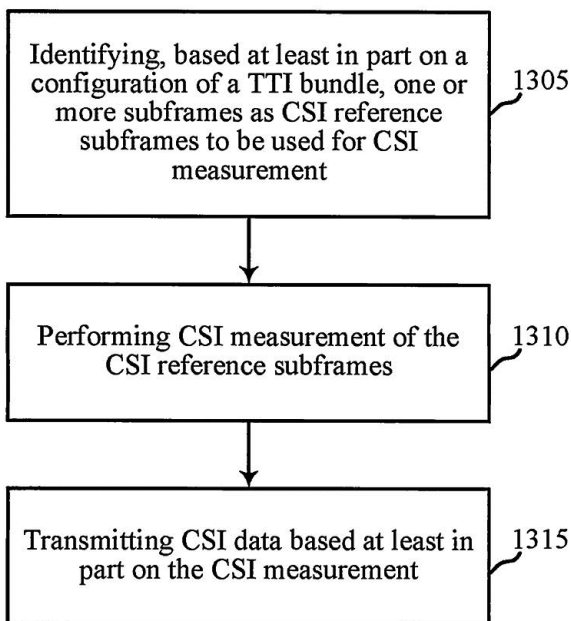 Identifying, based at least in part on a
configuration of a TTI bundle, one or
more subframes as CSI reference
subframes to be used for CSI
measurement
1305
Performing CSI measurement of the
CSI reference subframes
1310
Transmitting CSI data based at least in
part on the CSI measurement
1315